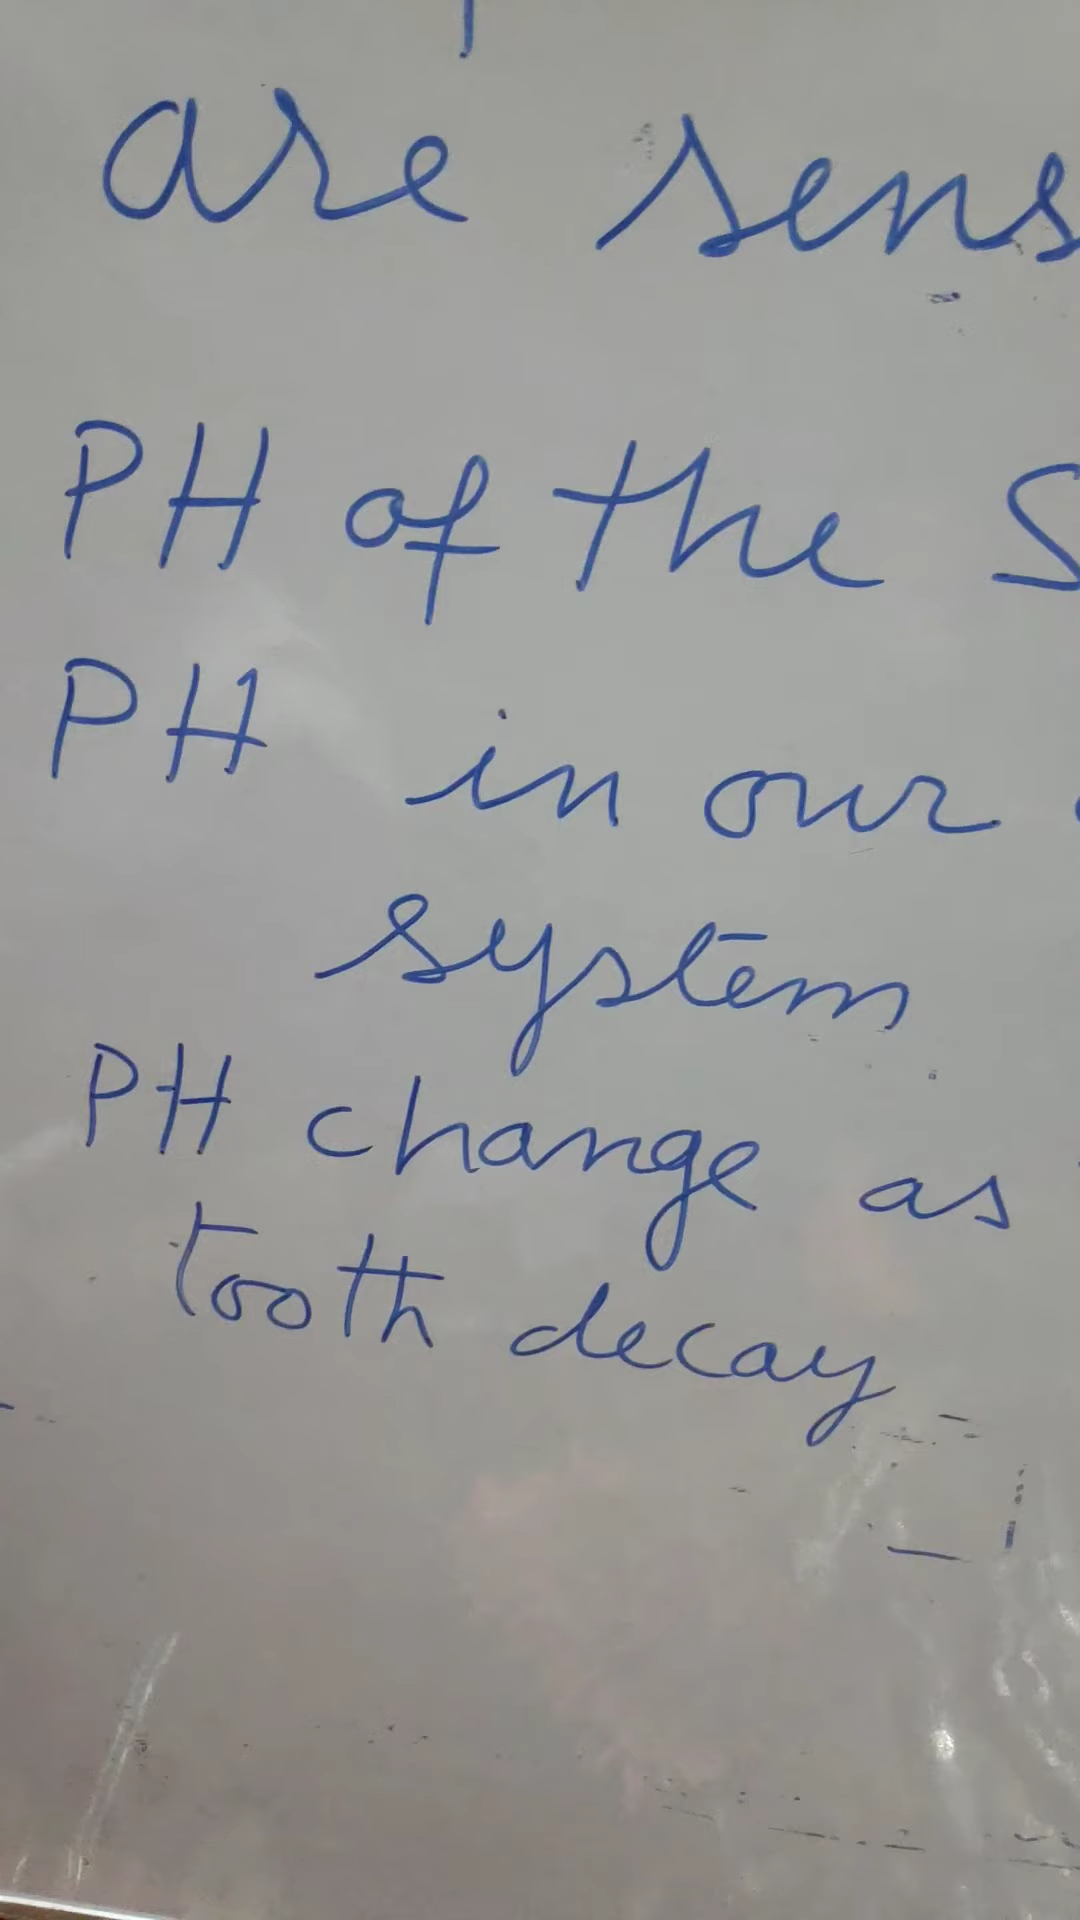 are sens
PH of the S
PH in our
system
PH change as
tooth decay